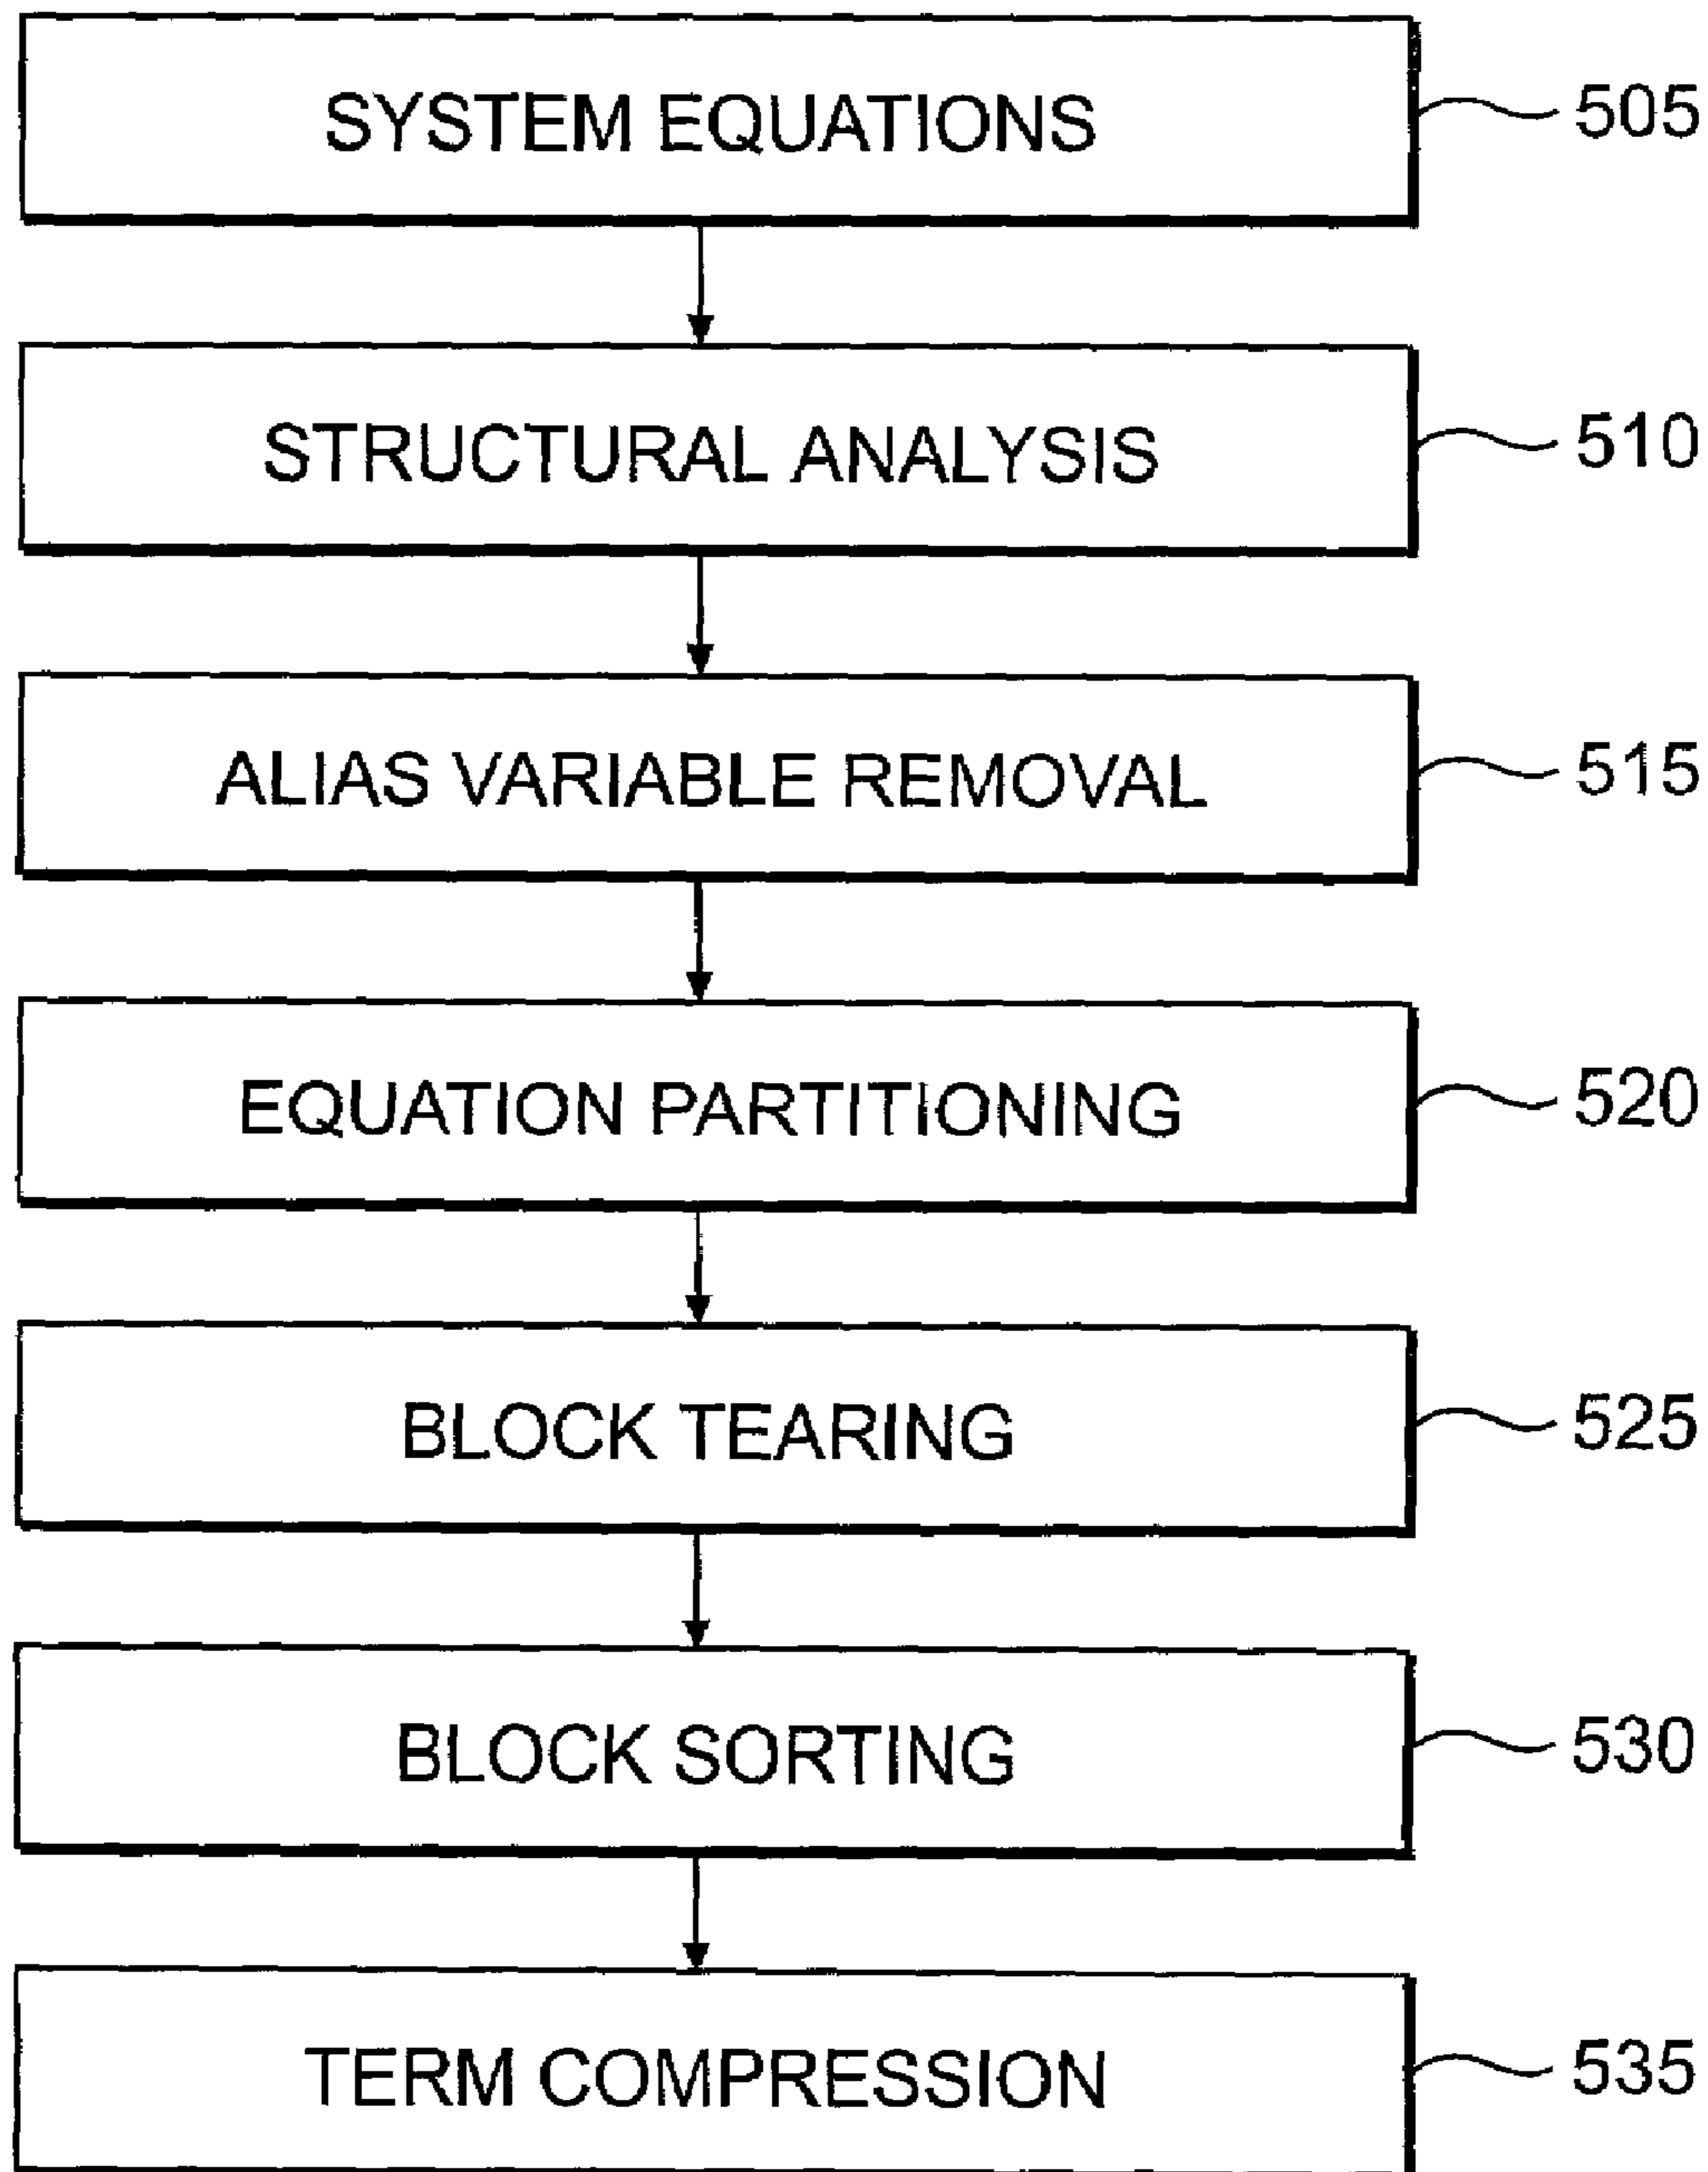 SYSTEM EQUATIONS 505
STRUCTURAL ANALYSIS 510
ALIAS VARIABLE REMOVAL 515
EQUATION PARTITIONING 520
BLOCK TEARING 525
BLOCK SORTING 530
TERM COMPRESSION 535